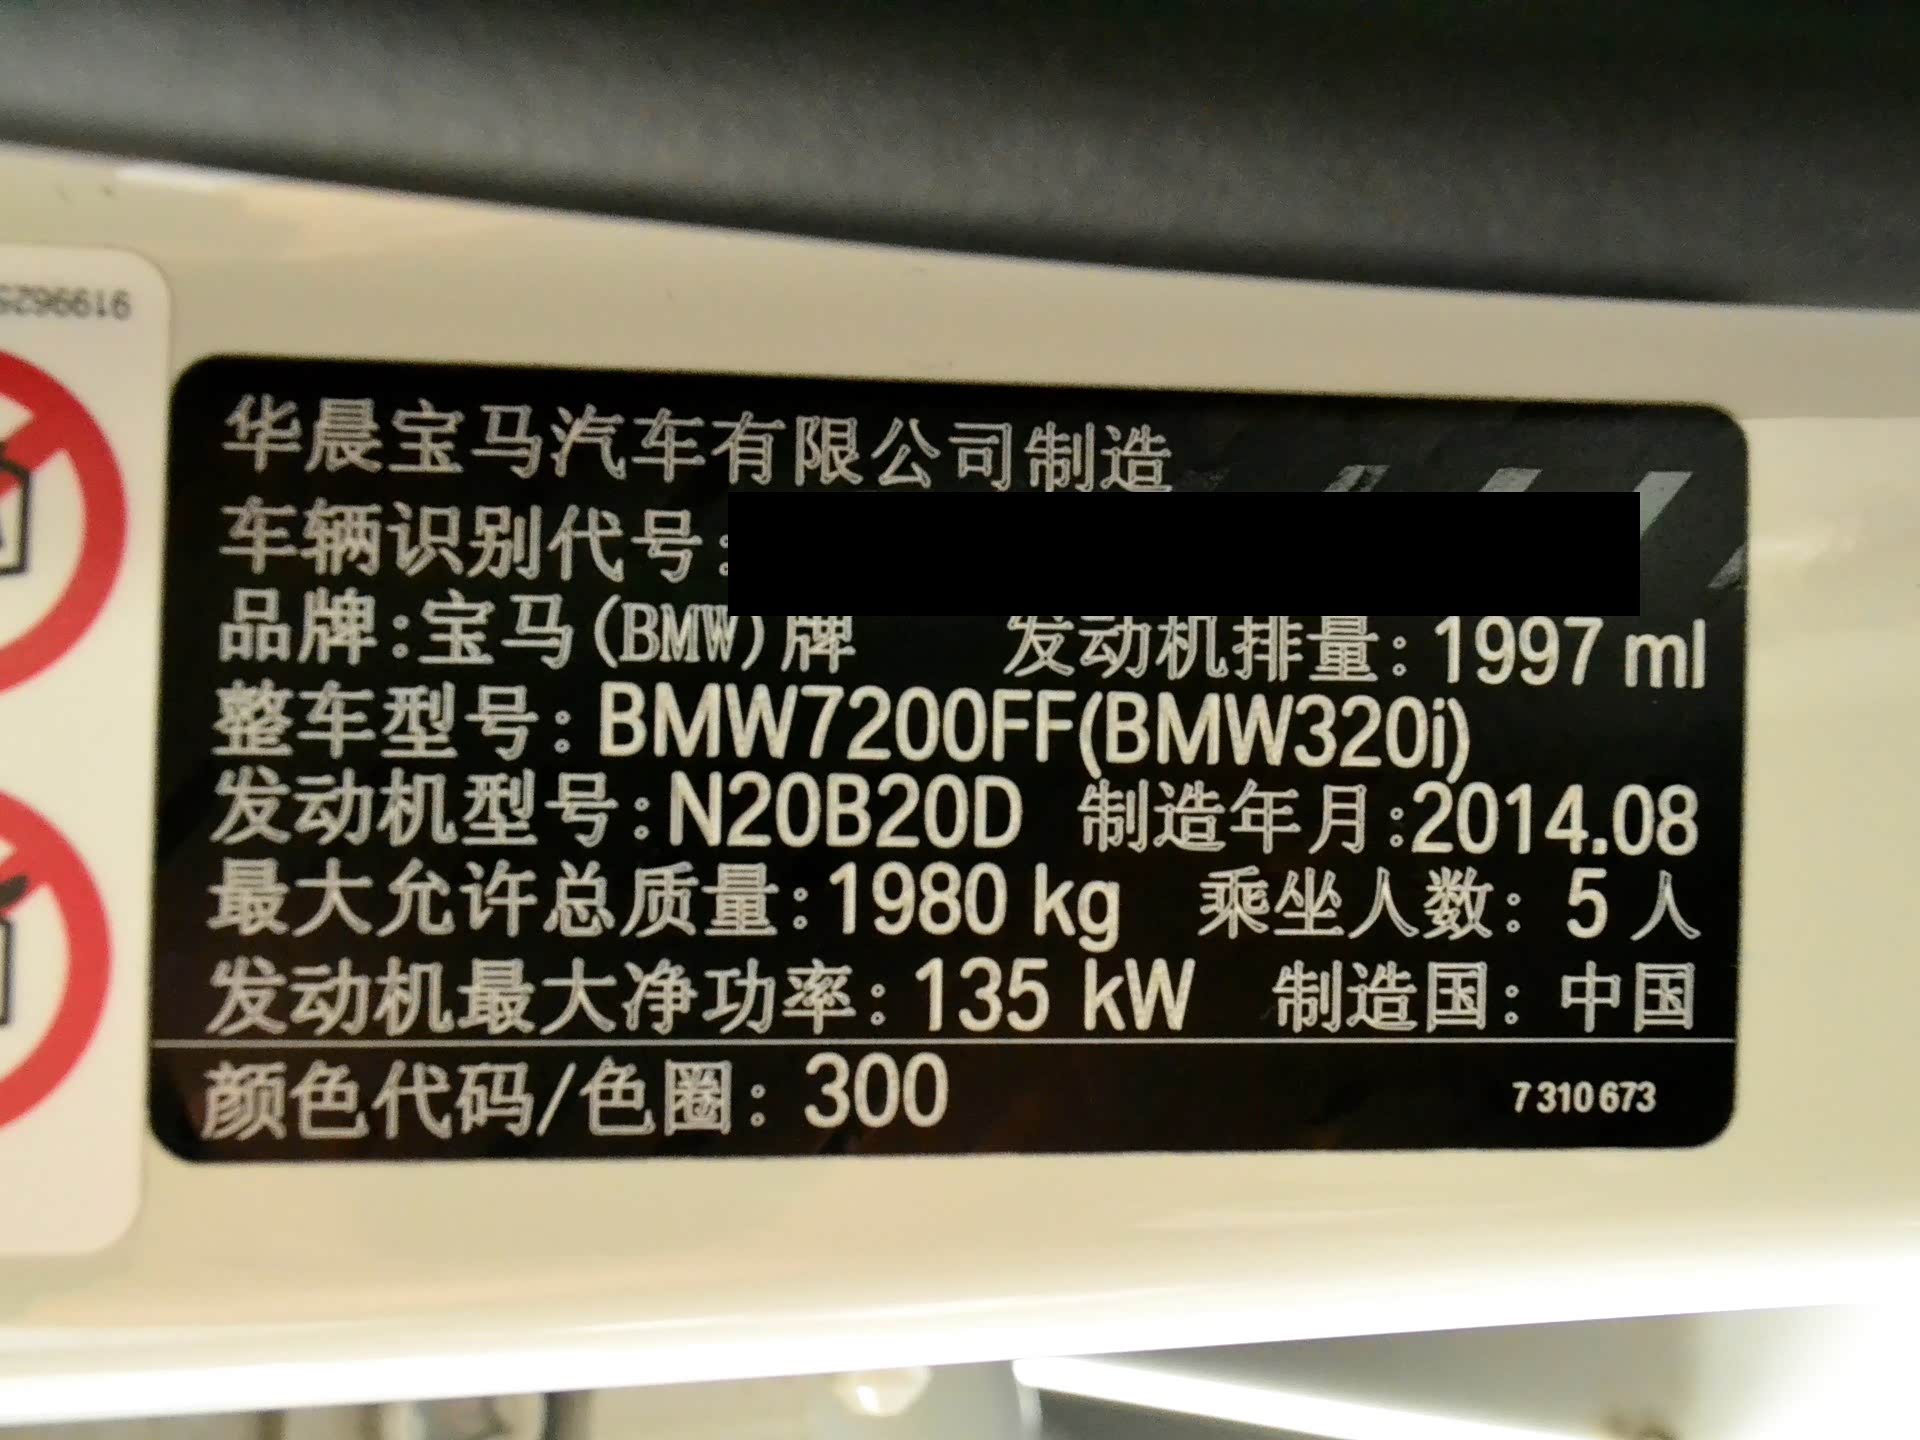 华晨宝马汽车有限公司制造
车辆识别代号:
品牌:宝马(BMW)牌 发动机排量: 1997 ml
整车型号: BMW7200FF(BMW320i)
发动机型号:N20B20D 制造年月:2014.08
最大允许总质量:1980 kg 乘坐人数: 5 人
发动机最大净功率: 135 kW 制造国: 中国
颜色代码/色圈: 300 7 310 673